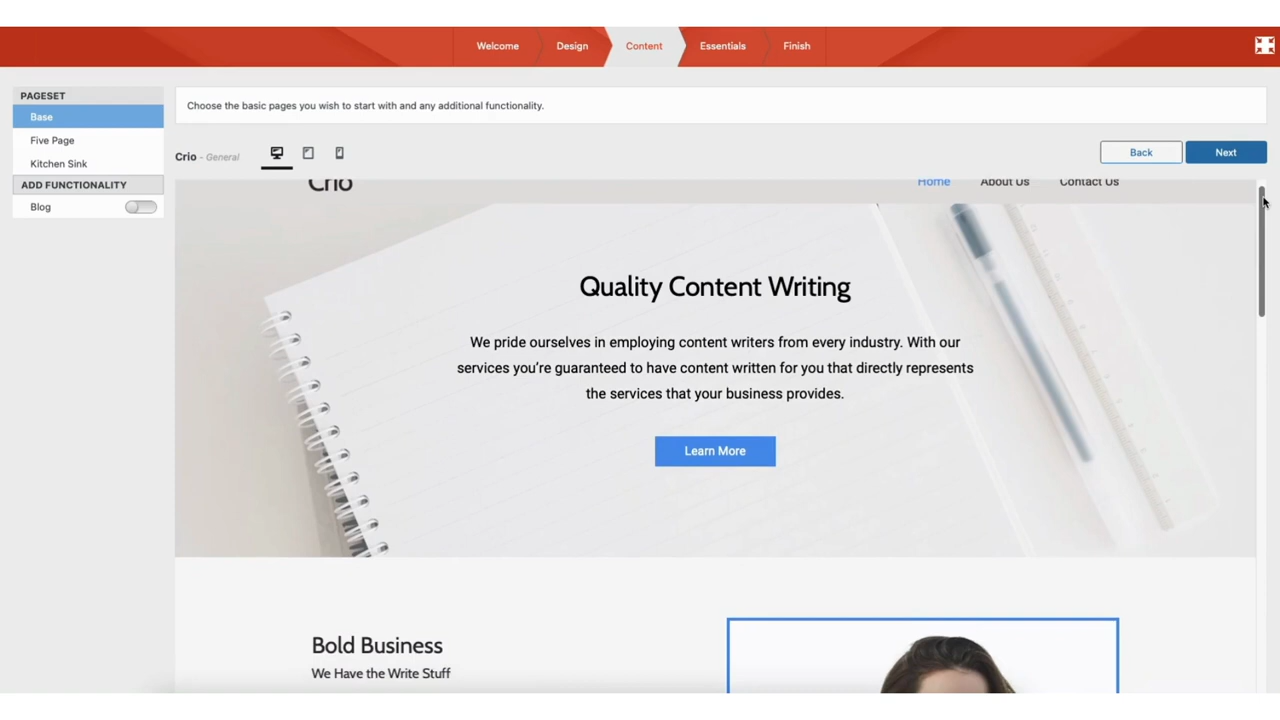 Welcome
Design
Content
Essentials
Finish
PAGESET
Base
Five Page
Kitchen Sink
ADD FUNCTIONALITY
Blog
Choose the basic pages you wish to start with and any additional functionality.
Crio - General
Back
Next
Crio
Home
About Us
Contact Us
Quality Content Writing
We pride ourselves in employing content writers from every industry. With our
services you're guaranteed to have content written for you that directly represents
the services that your business provides.
Learn More
Bold Business
We Have the Write Stuff